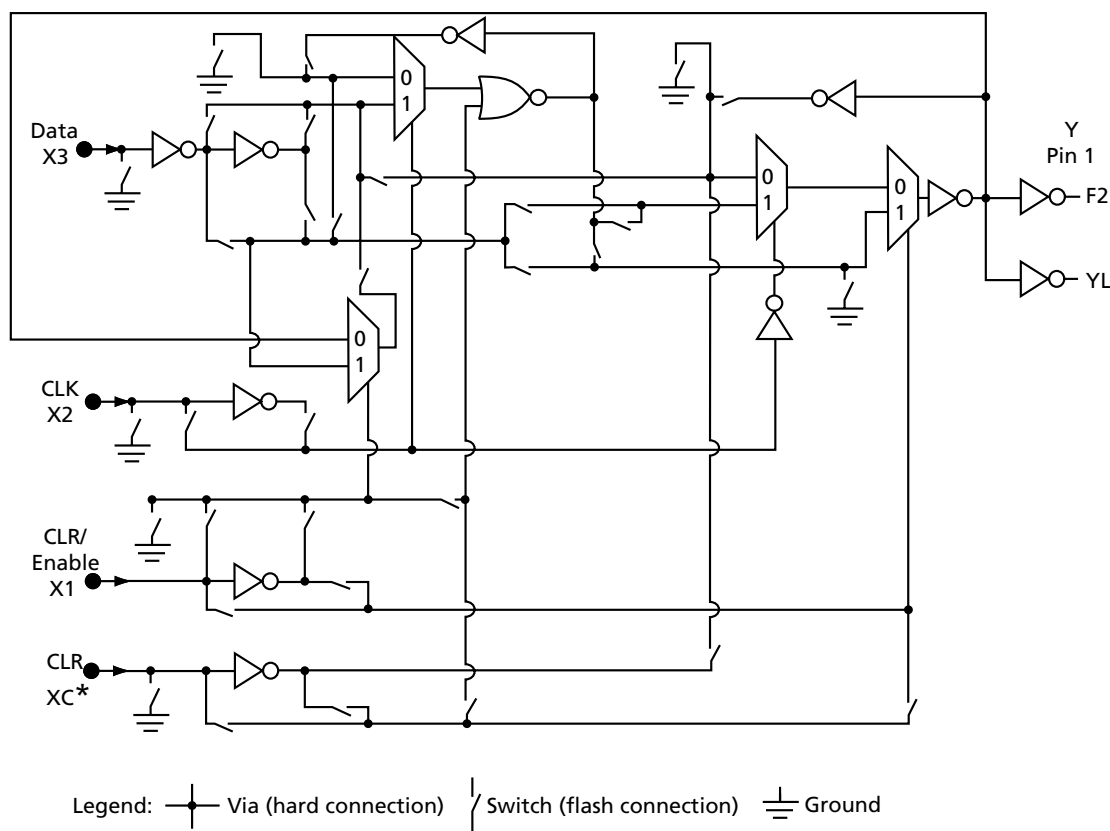 0
1
Data
X3
0
1
0
1
Y
Pin 1
F2
YL
0
1
CLK
X2
CLR/
Enable
X1
CLR
XC*
Legend: Via (hard connection) Switch (flash connection) Ground